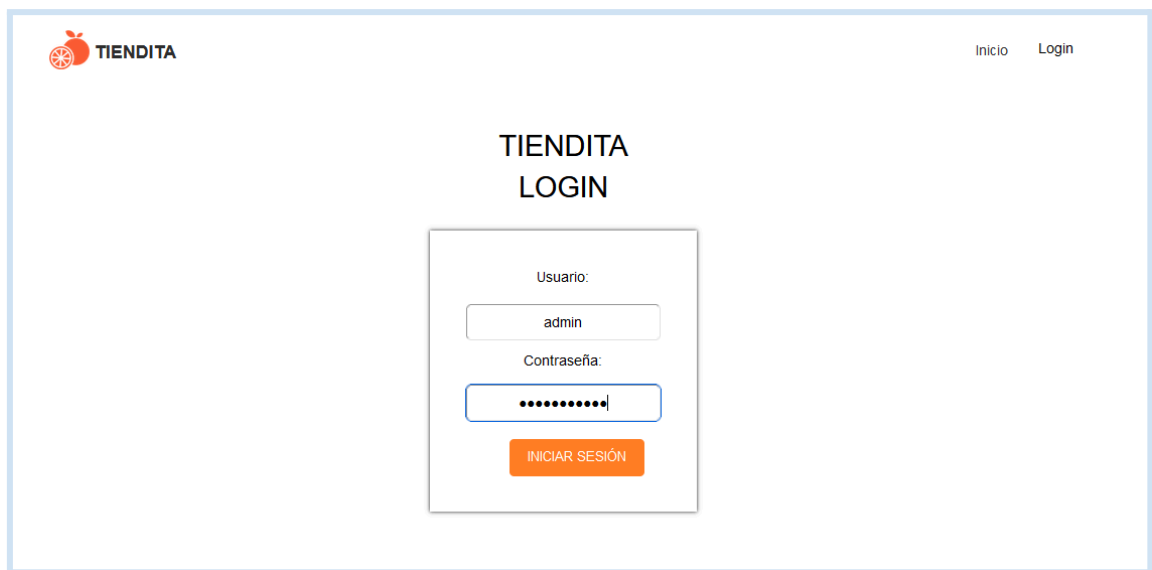 TIENDITA
Inicio
Login
TIENDITA
LOGIN
Usuario:
admin
Contraseña:
•••••••••••
INICIAR SESIÓN